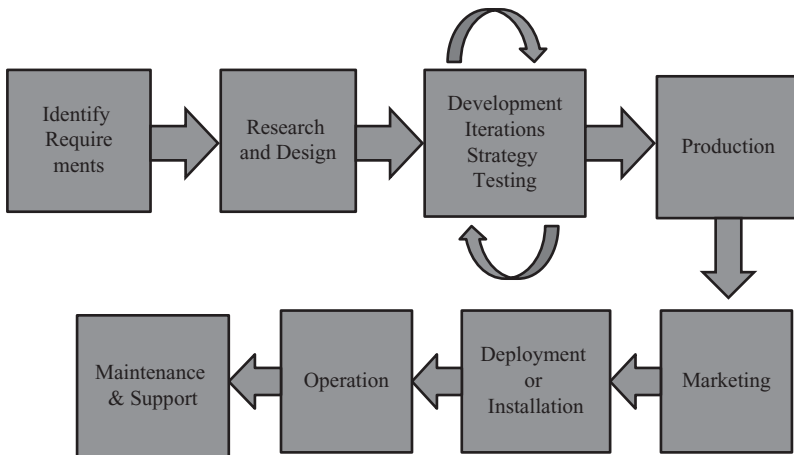 Identify
Require
ments
Research
and Design
Development
Iterations
Strategy
Testing
Production
Marketing
Deployment
or
Installation
Operation
Maintenance
& Support